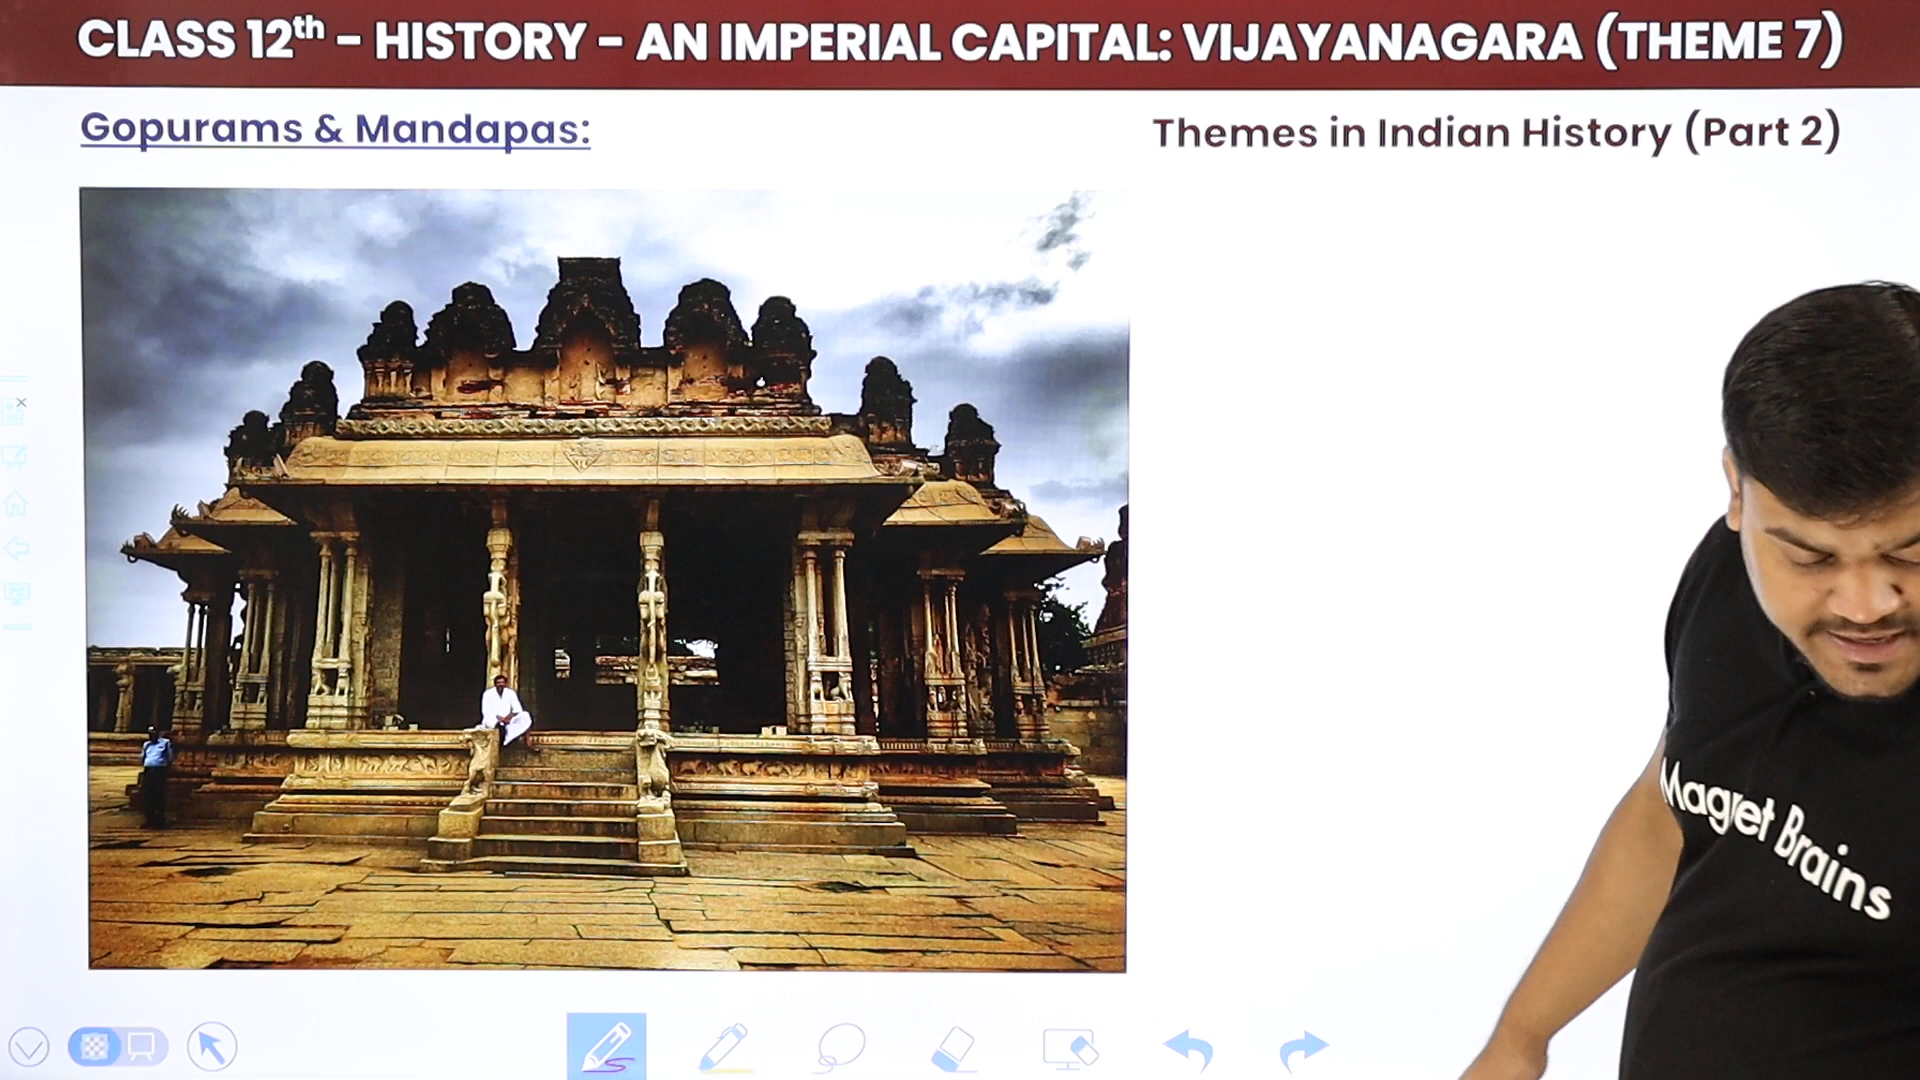 CLASS 12th - HISTORY - AN IMPERIAL CAPITAL: VIJAYANAGARA (THEME 7)
Gopurams & Mandapas:
Themes in Indian History (Part 2)
Magnet Brains